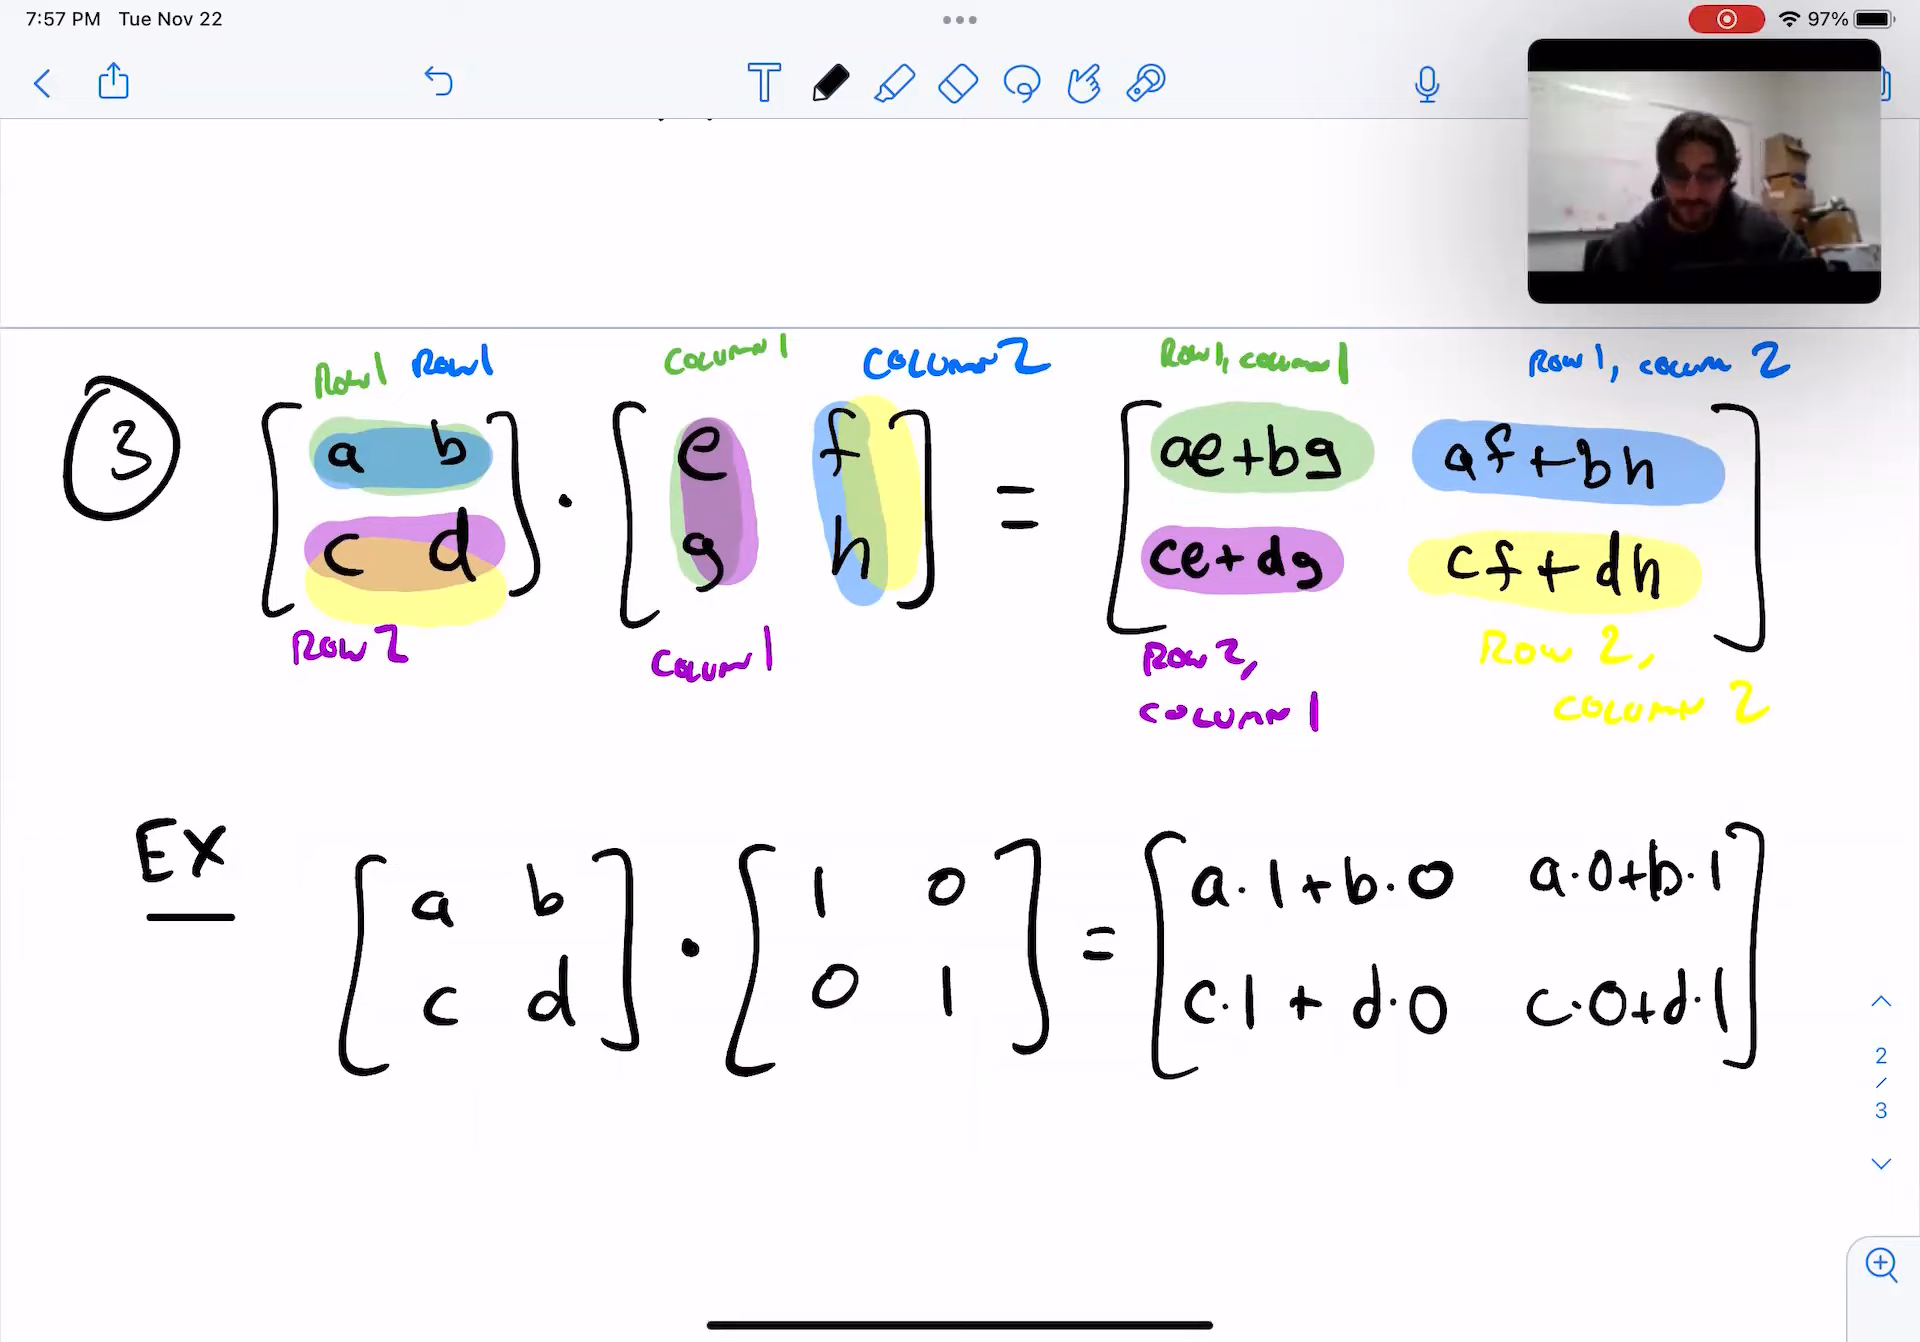 7:57 PM Tue Nov 22 97%
T
Row 1 Row 1 Column 1 Column 2 Row 1, column 1 Row 1, column 2
3 [ a b ] · [ e f ] = [ ae+bg af+bh ]
[ c d ] [ g h ] [ ce+dg cf+dh ]
Row 2 Column 1 Row 2, Row 2,
column 1 column 2
EX [ a b ] · [ 1 0 ] = [ a·1+b·0 a·0+b·1 ]
[ c d ] [ 0 1 ] [ c·1+d·0 c·0+d·1 ]
2
/
3